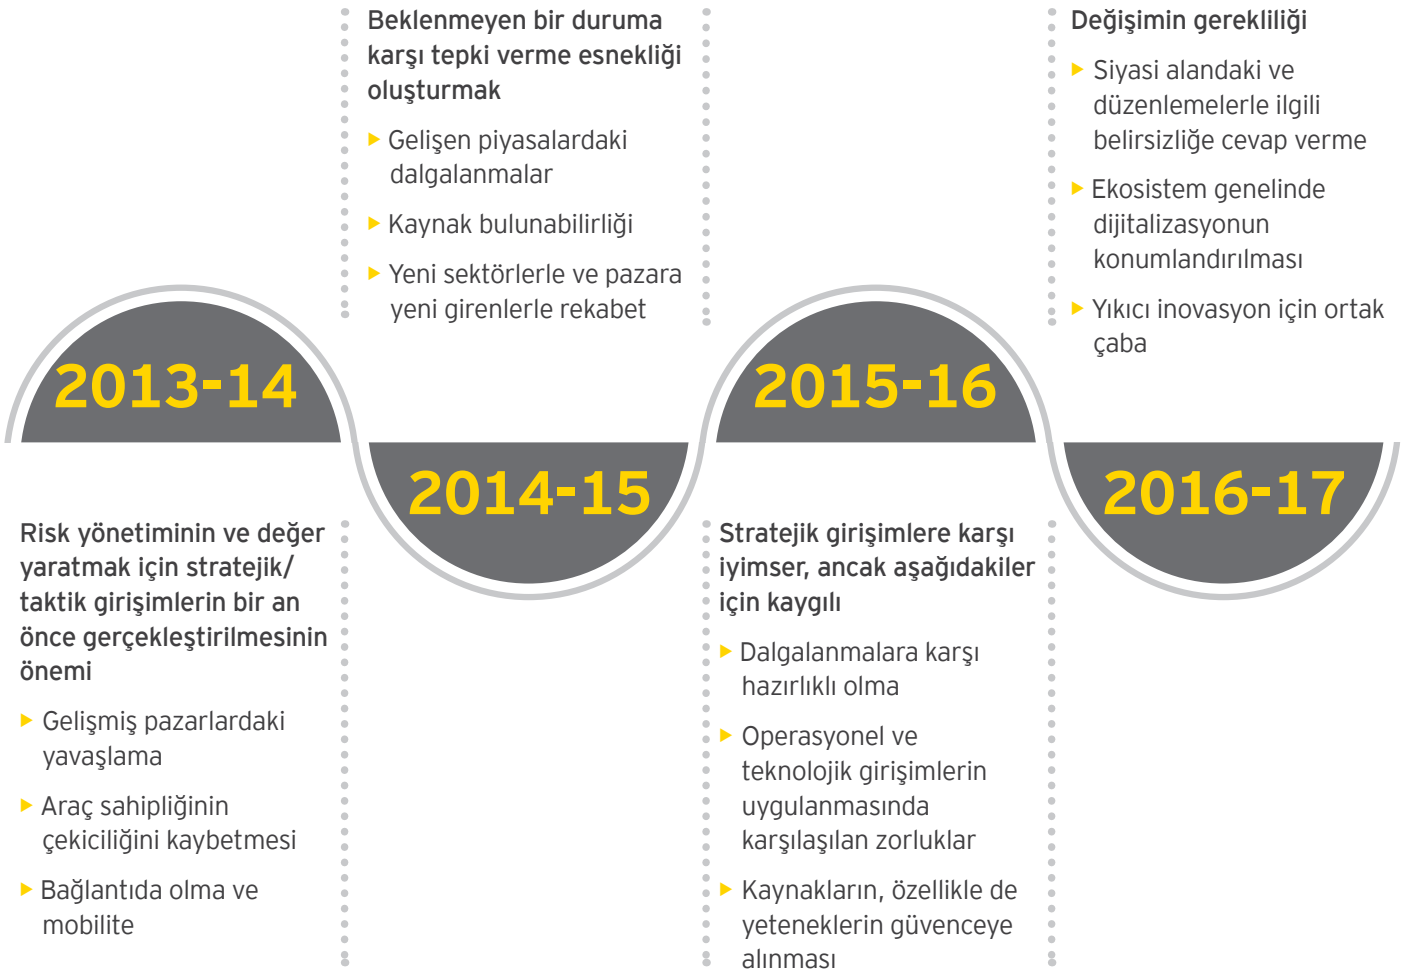 2013-14
Risk yönetiminin ve değer
yaratmak için stratejik/
taktik girişimlerin bir an
önce gerçekleştirilmesinin
önemi
Gelişmiş pazarlardaki
yavaşlama
Araç sahipliğinin
çekiciliğini kaybetmesi
Bağlantıda olma ve
mobilite
Beklenmeyen bir duruma
karşı tepki verme esnekliği
oluşturmak
Gelişen piyasalardaki
dalgalanmalar
Kaynak bulunabilirliği
Yeni sektörlerle ve pazara
yeni girenlerle rekabet
2014-15
2015-16
Stratejik girişimlere karşı
iyimser, ancak aşağıdakiler
için kaygılı
Dalgalanmalara karşı
hazırlıklı olma
Operasyonel ve
teknolojik girişimlerin
uygulanmasında
karşılaşılan zorluklar
Kaynakların, özellikle de
yeteneklerin güvenceye
alınması
Değişimin gerekliliği
Siyasi alandaki ve
düzenlemelerle ilgili
belirsizliğe cevap verme
Ekosistem genelinde
dijitalizasyonun
konumlandırılması
Yıkıcı inovasyon için ortak
çaba
2016-17